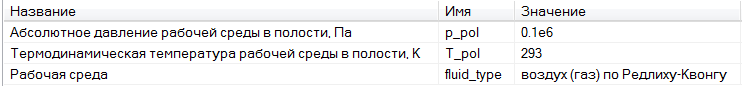 Название Имя Значение
Абсолютное давление рабочей среды в полости, Па p_pol 0.1e6
Термодинамическая температура рабочей среды в полости, К T_pol 293
Рабочая среда fluid_type воздух (газ) по Редлиху-Квонгу